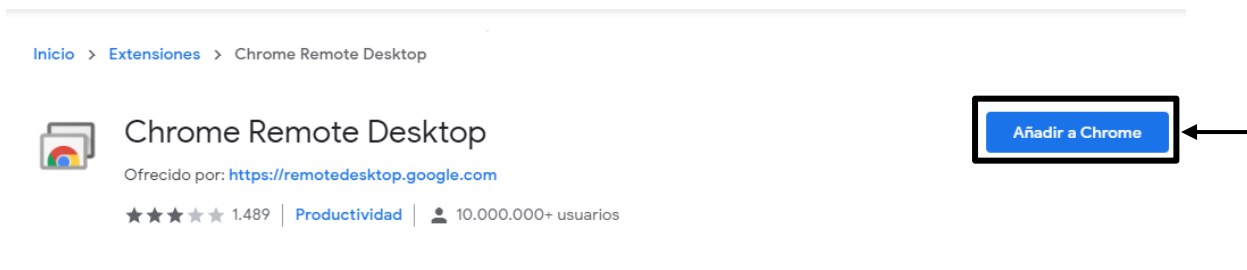 Inicio > Extensiones > Chrome Remote Desktop
Chrome Remote Desktop
Añadir a Chrome
Ofrecido por: https://remotedesktop.google.com
1.489 | Productividad | 10.000.000+ usuarios